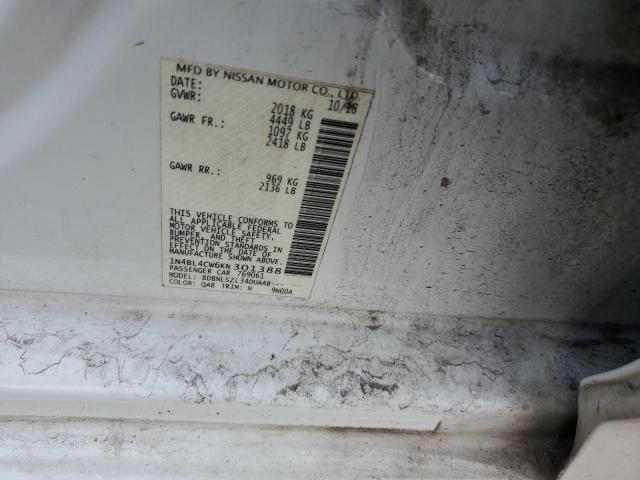 MFD BY NISSAN MOTOR CO., LTD.
DATE: 10/18
GVWR: 2018 KG
4449 LB
GAWR FR.: 1097 KG
2418 LB
GAWR RR.: 969 KG
2136 LB
THIS VEHICLE CONFORMS TO
ALL APPLICABLE FEDERAL
MOTOR VEHICLE SAFETY,
BUMPER, AND THEFT
PREVENTION STANDARDS IN
EFFECT ON THE DATE OF
MANUFACTURE SHOWN ABOVE
1N4BL4CW6KN301388
PASSENGER CAR 769061
MODEL: BDBNLSZL34DUAAB---
COLOR: QAB TRIM: N 9N00A